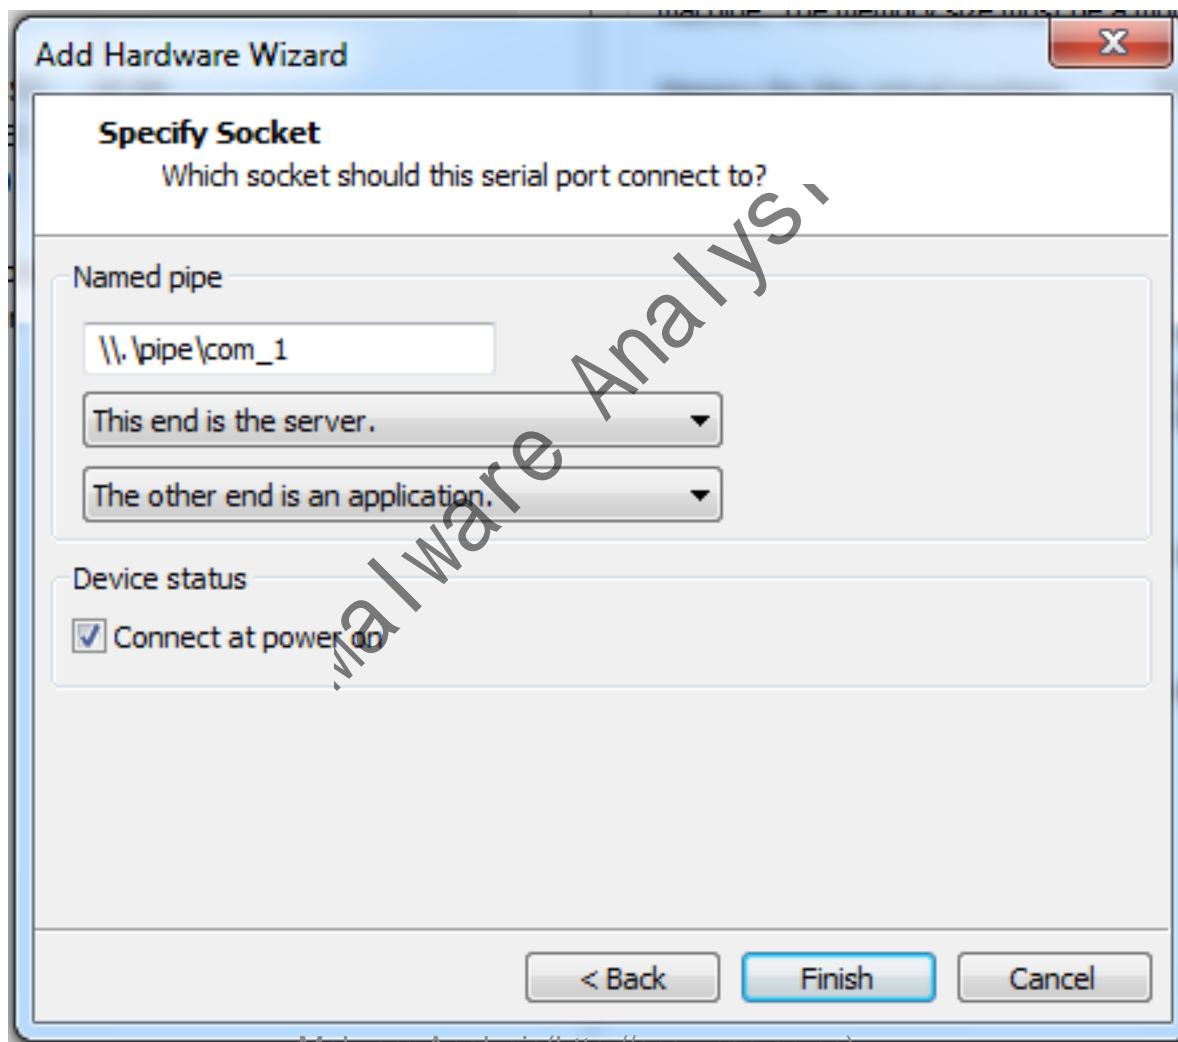 Add Hardware Wizard
Specify Socket
Which socket should this serial port connect to?
Named pipe
\\.\pipe\com_1
This end is the server.
The other end is an application.
Device status
Connect at power on
Malware Analys
< Back
Finish
Cancel